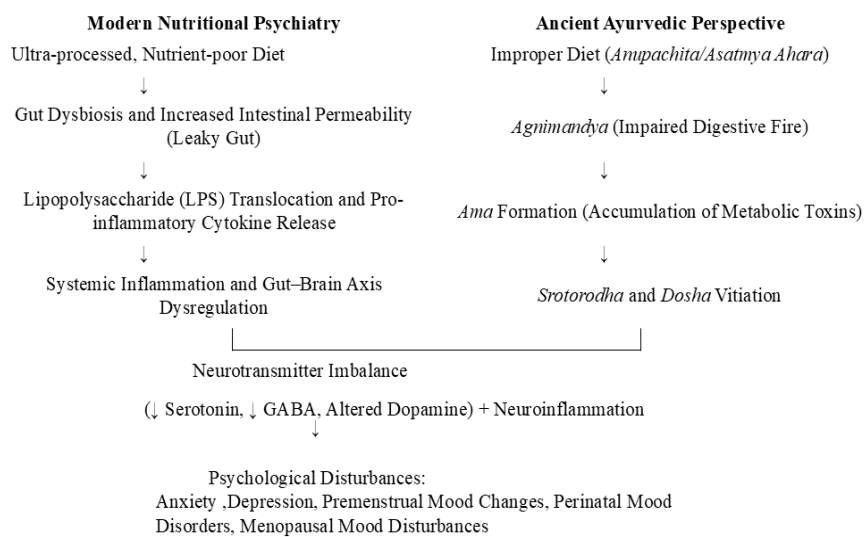 Modern Nutritional Psychiatry
Ultra-processed, Nutrient-poor Diet
↓
Gut Dysbiosis and Increased Intestinal Permeability
(Leaky Gut)
↓
Lipopolysaccharide (LPS) Translocation and Pro-
inflammatory Cytokine Release
↓
Systemic Inflammation and Gut–Brain Axis
Dysregulation
Ancient Ayurvedic Perspective
Improper Diet (Anupachita/Asatmya Ahara)
↓
Agnimandya (Impaired Digestive Fire)
↓
Ama Formation (Accumulation of Metabolic Toxins)
↓
Srotorodha and Dosha Vitiation
Neurotransmitter Imbalance
(↓ Serotonin, ↓ GABA, Altered Dopamine) + Neuroinflammation
↓
Psychological Disturbances:
Anxiety ,Depression, Premenstrual Mood Changes, Perinatal Mood
Disorders, Menopausal Mood Disturbances